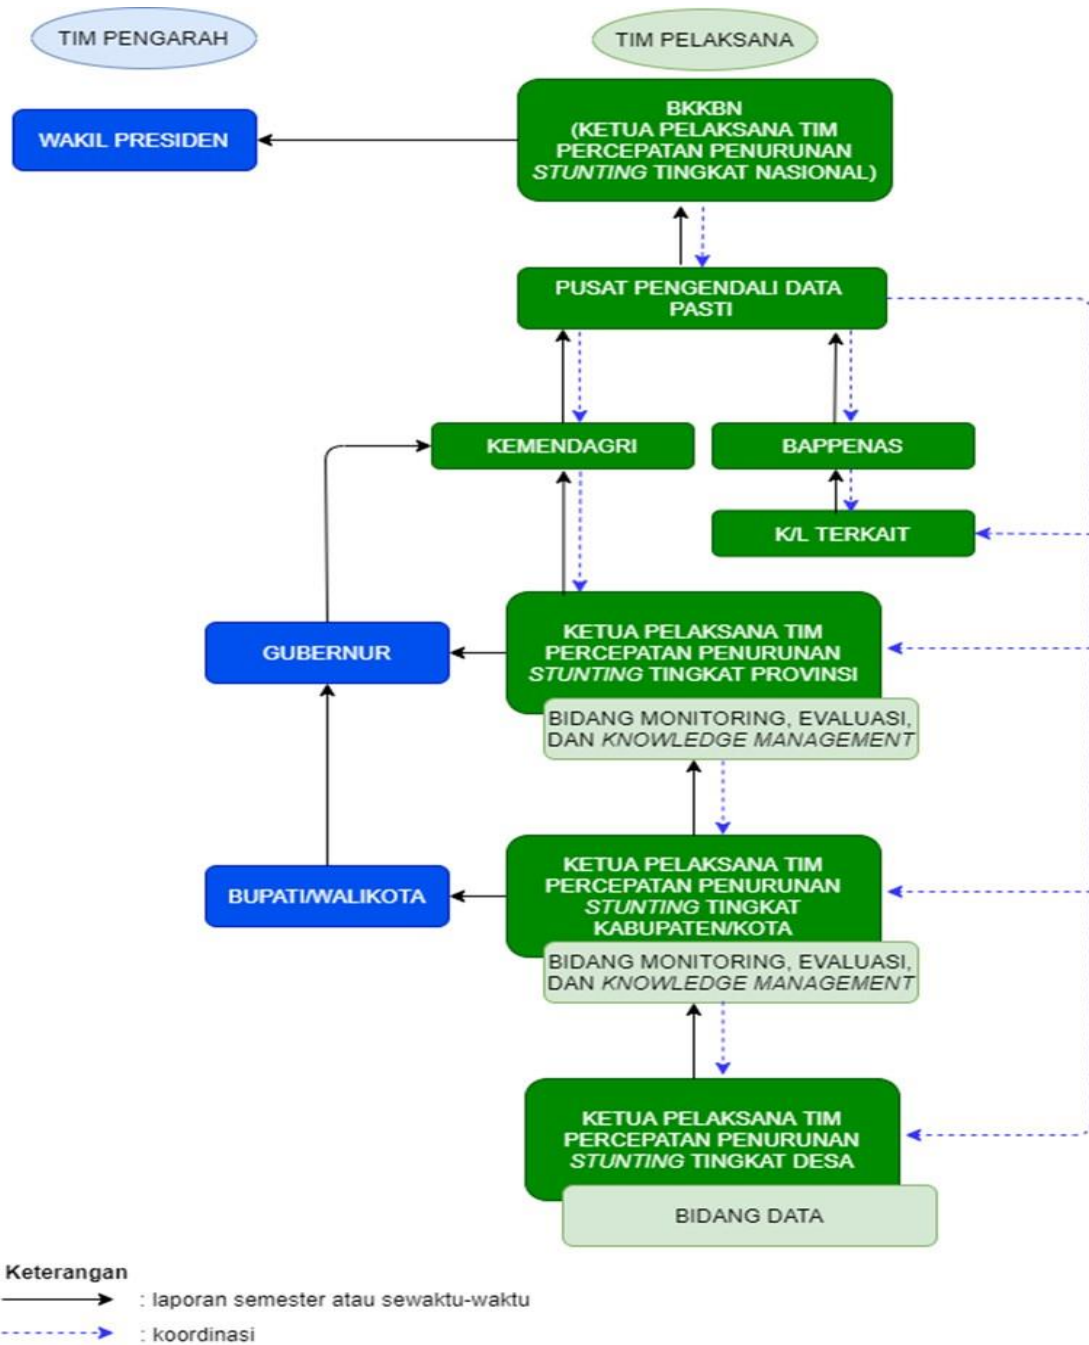 TIM PENGARAH
TIM PELAKSANA
WAKIL PRESIDEN
BKKBN
(KETUA PELAKSANA TIM
PERCEPATAN PENURUNAN
STUNTING TINGKAT NASIONAL)
PUSAT PENGENDALI DATA
PASTI
KEMENDAGRI
BAPPENAS
K/L TERKAIT
GUBERNUR
KETUA PELAKSANA TIM
PERCEPATAN PENURUNAN
STUNTING TINGKAT PROVINSI
BIDANG MONITORING, EVALUASI,
DAN KNOWLEDGE MANAGEMENT
BUPATI/WALIKOTA
KETUA PELAKSANA TIM
PERCEPATAN PENURUNAN
STUNTING TINGKAT
KABUPATEN/KOTA
BIDANG MONITORING, EVALUASI,
DAN KNOWLEDGE MANAGEMENT
KETUA PELAKSANA TIM
PERCEPATAN PENURUNAN
STUNTING TINGKAT DESA
BIDANG DATA
Keterangan
: laporan semester atau sewaktu-waktu
: koordinasi